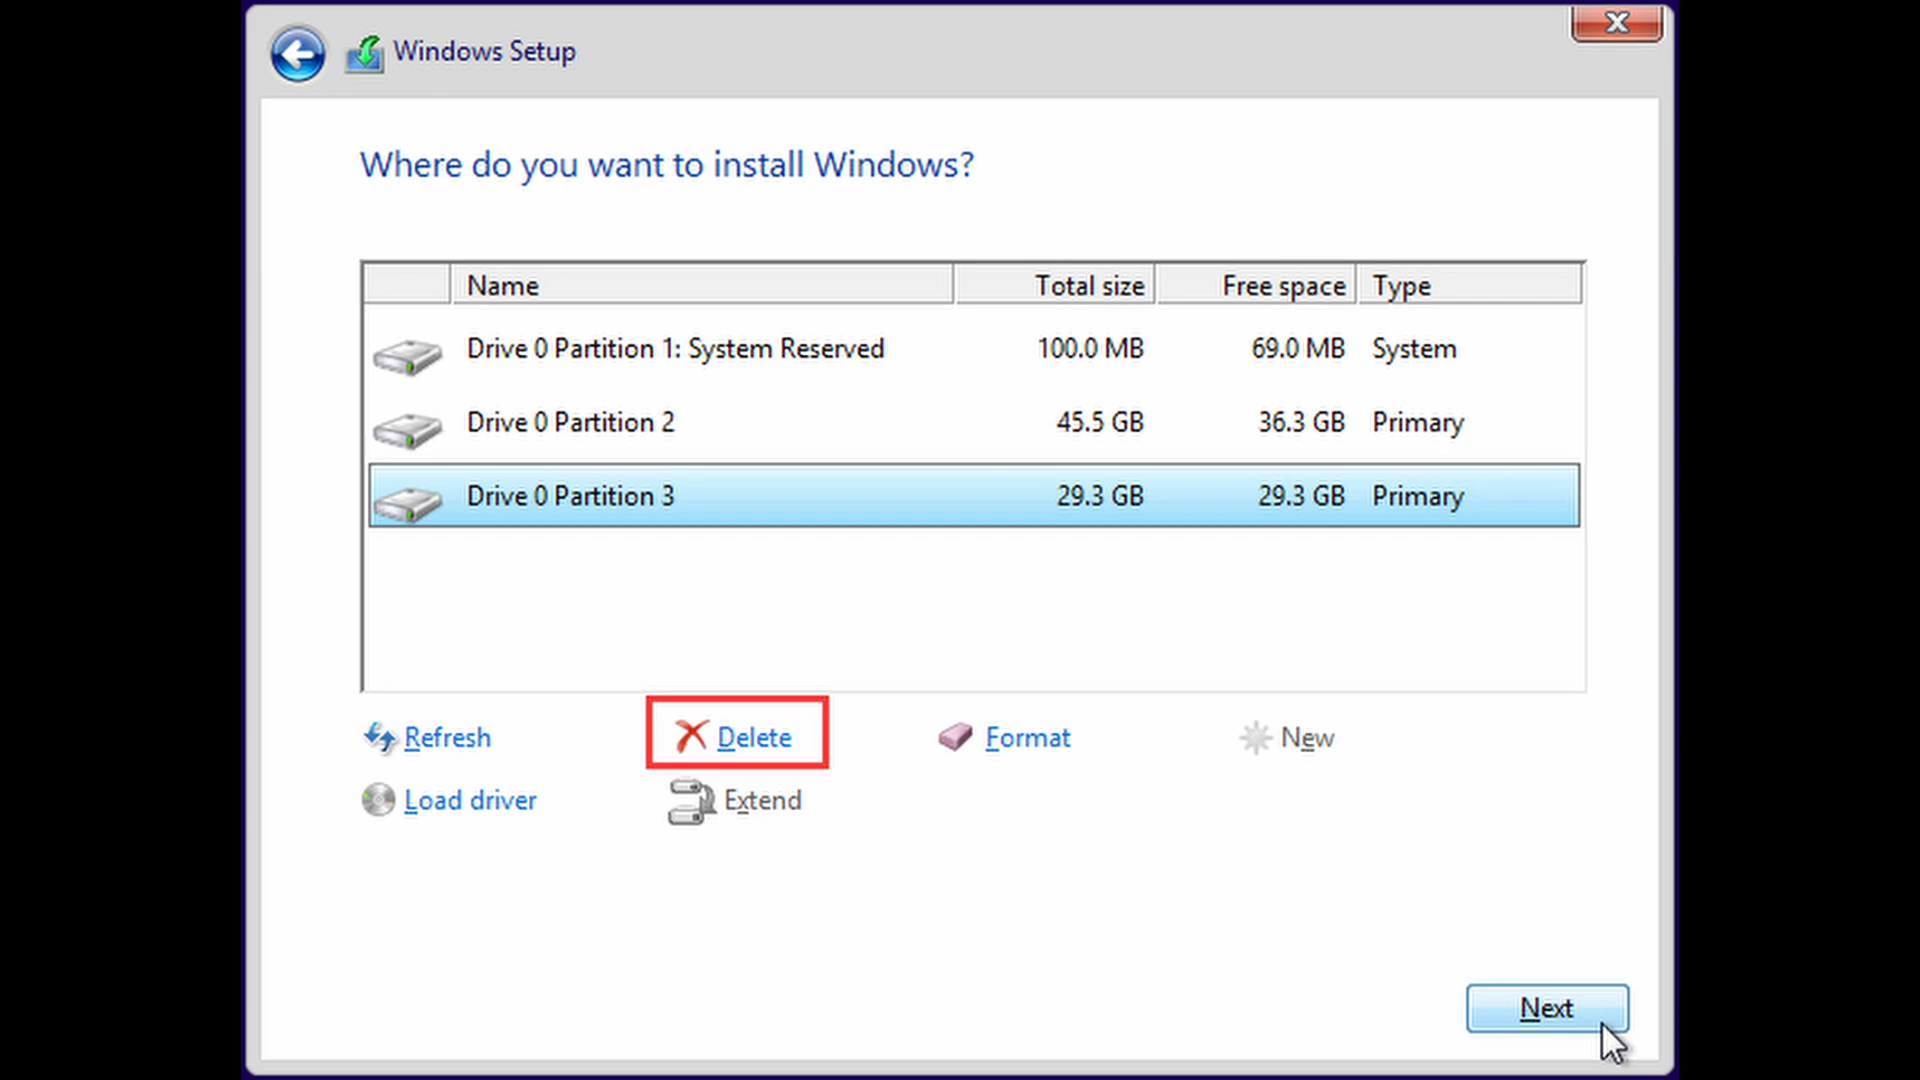 Windows Setup
X
Where do you want to install Windows?
Name Total size Free space Type
Drive 0 Partition 1: System Reserved 100.0 MB 69.0 MB System
Drive 0 Partition 2 45.5 GB 36.3 GB Primary
Drive 0 Partition 3 29.3 GB 29.3 GB Primary
Refresh Delete Format New
Load driver Extend
Next